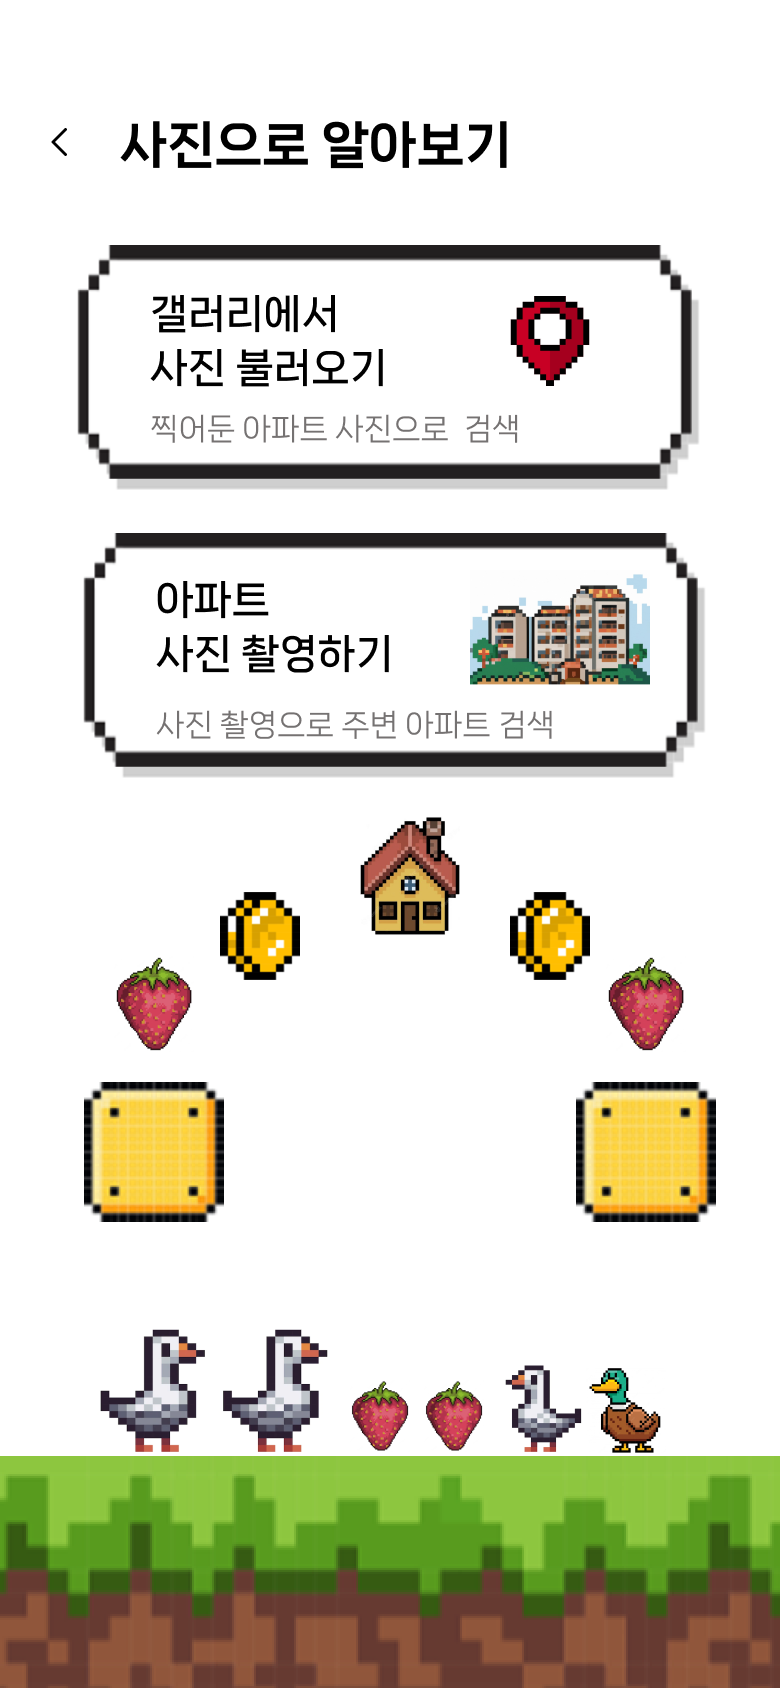 사진으로 알아보기
갤러리에서
사진 불러오기
찍어둔 아파트 사진으로 검색
아파트
사진 촬영하기
사진 촬영으로 주변 아파트 검색